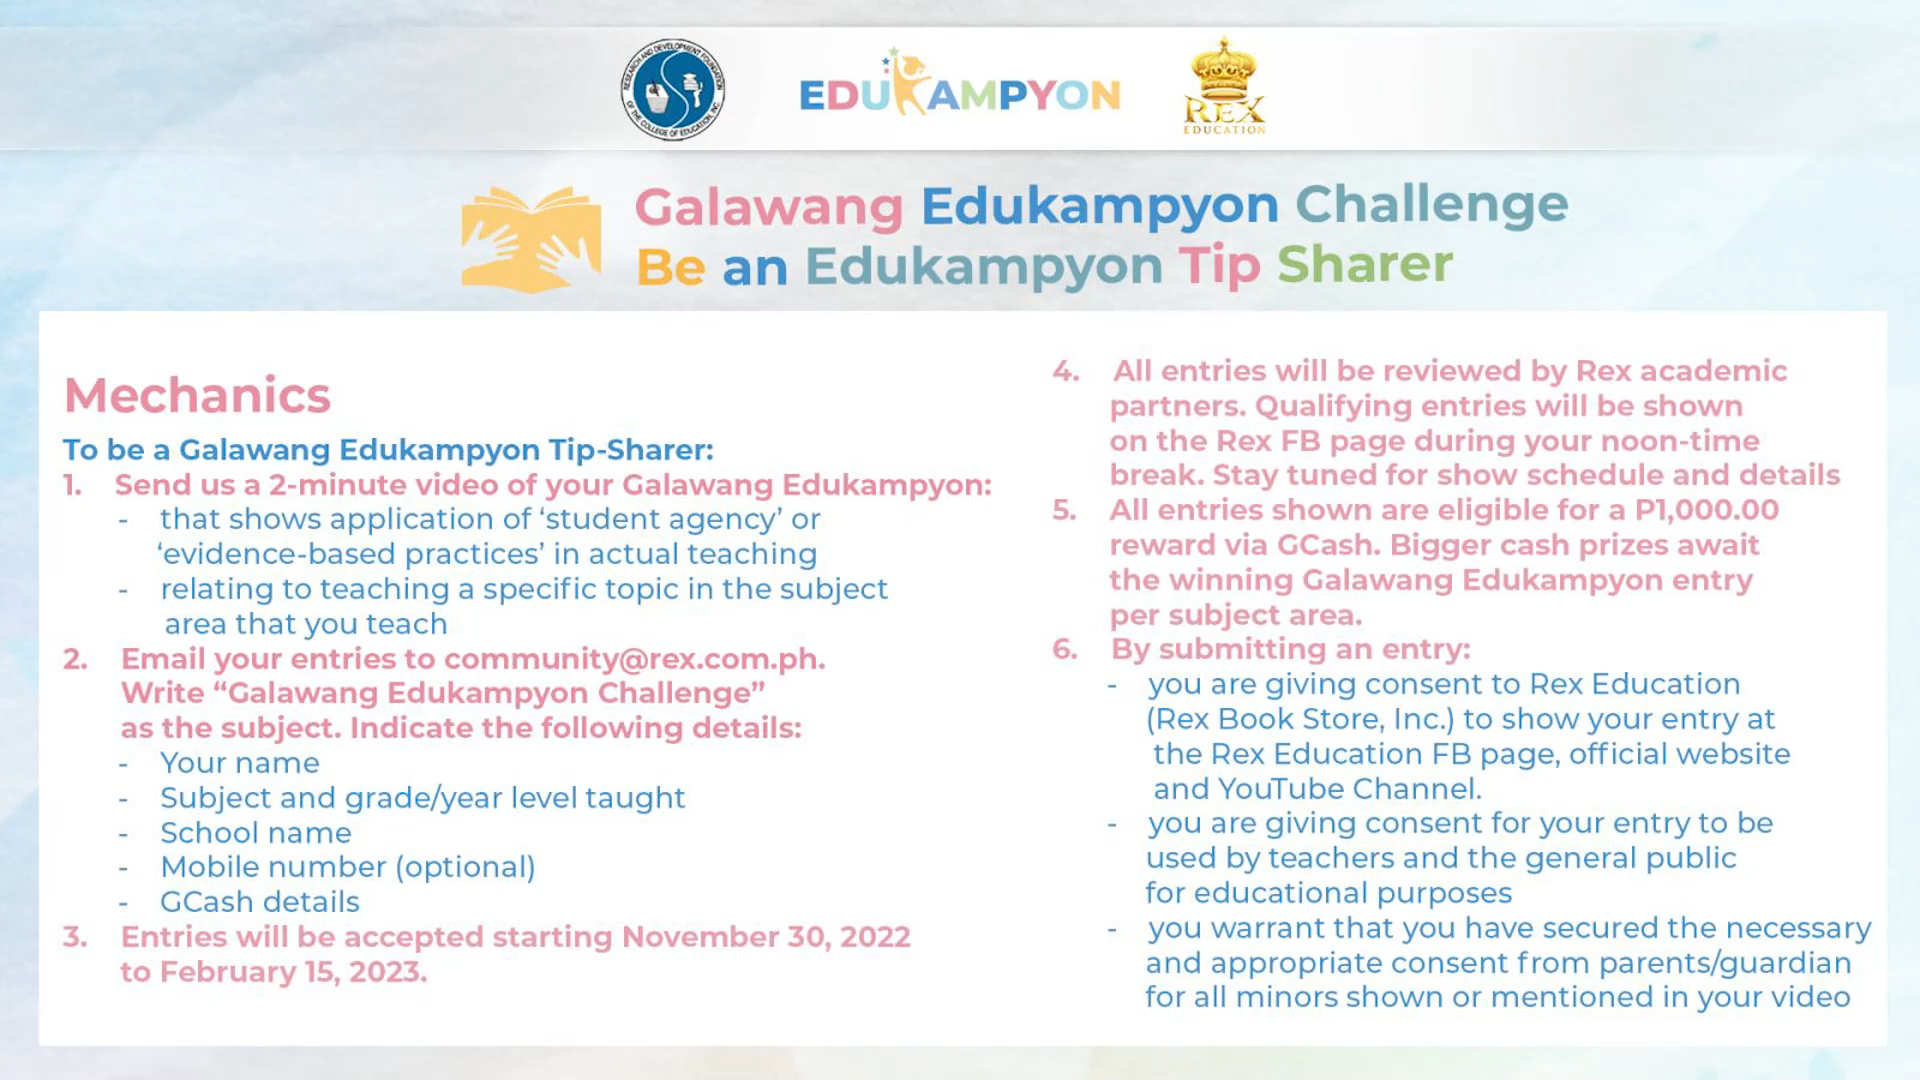 RESEARCH AND DEVELOPMENT FOUNDATION
OF THE COLLEGE OF EDUCATION, INC.
EDUKAMPYON
REX
EDUCATION
Galawang Edukampyon Challenge
Be an Edukampyon Tip Sharer
Mechanics
To be a Galawang Edukampyon Tip-Sharer:
1. Send us a 2-minute video of your Galawang Edukampyon:
- that shows application of ‘student agency’ or
‘evidence-based practices’ in actual teaching
- relating to teaching a specific topic in the subject
area that you teach
2. Email your entries to community@rex.com.ph.
Write “Galawang Edukampyon Challenge”
as the subject. Indicate the following details:
- Your name
- Subject and grade/year level taught
- School name
- Mobile number (optional)
- GCash details
3. Entries will be accepted starting November 30, 2022
to February 15, 2023.
4. All entries will be reviewed by Rex academic
partners. Qualifying entries will be shown
on the Rex FB page during your noon-time
break. Stay tuned for show schedule and details
5. All entries shown are eligible for a P1,000.00
reward via GCash. Bigger cash prizes await
the winning Galawang Edukampyon entry
per subject area.
6. By submitting an entry:
- you are giving consent to Rex Education
(Rex Book Store, Inc.) to show your entry at
the Rex Education FB page, official website
and YouTube Channel.
- you are giving consent for your entry to be
used by teachers and the general public
for educational purposes
- you warrant that you have secured the necessary
and appropriate consent from parents/guardian
for all minors shown or mentioned in your video